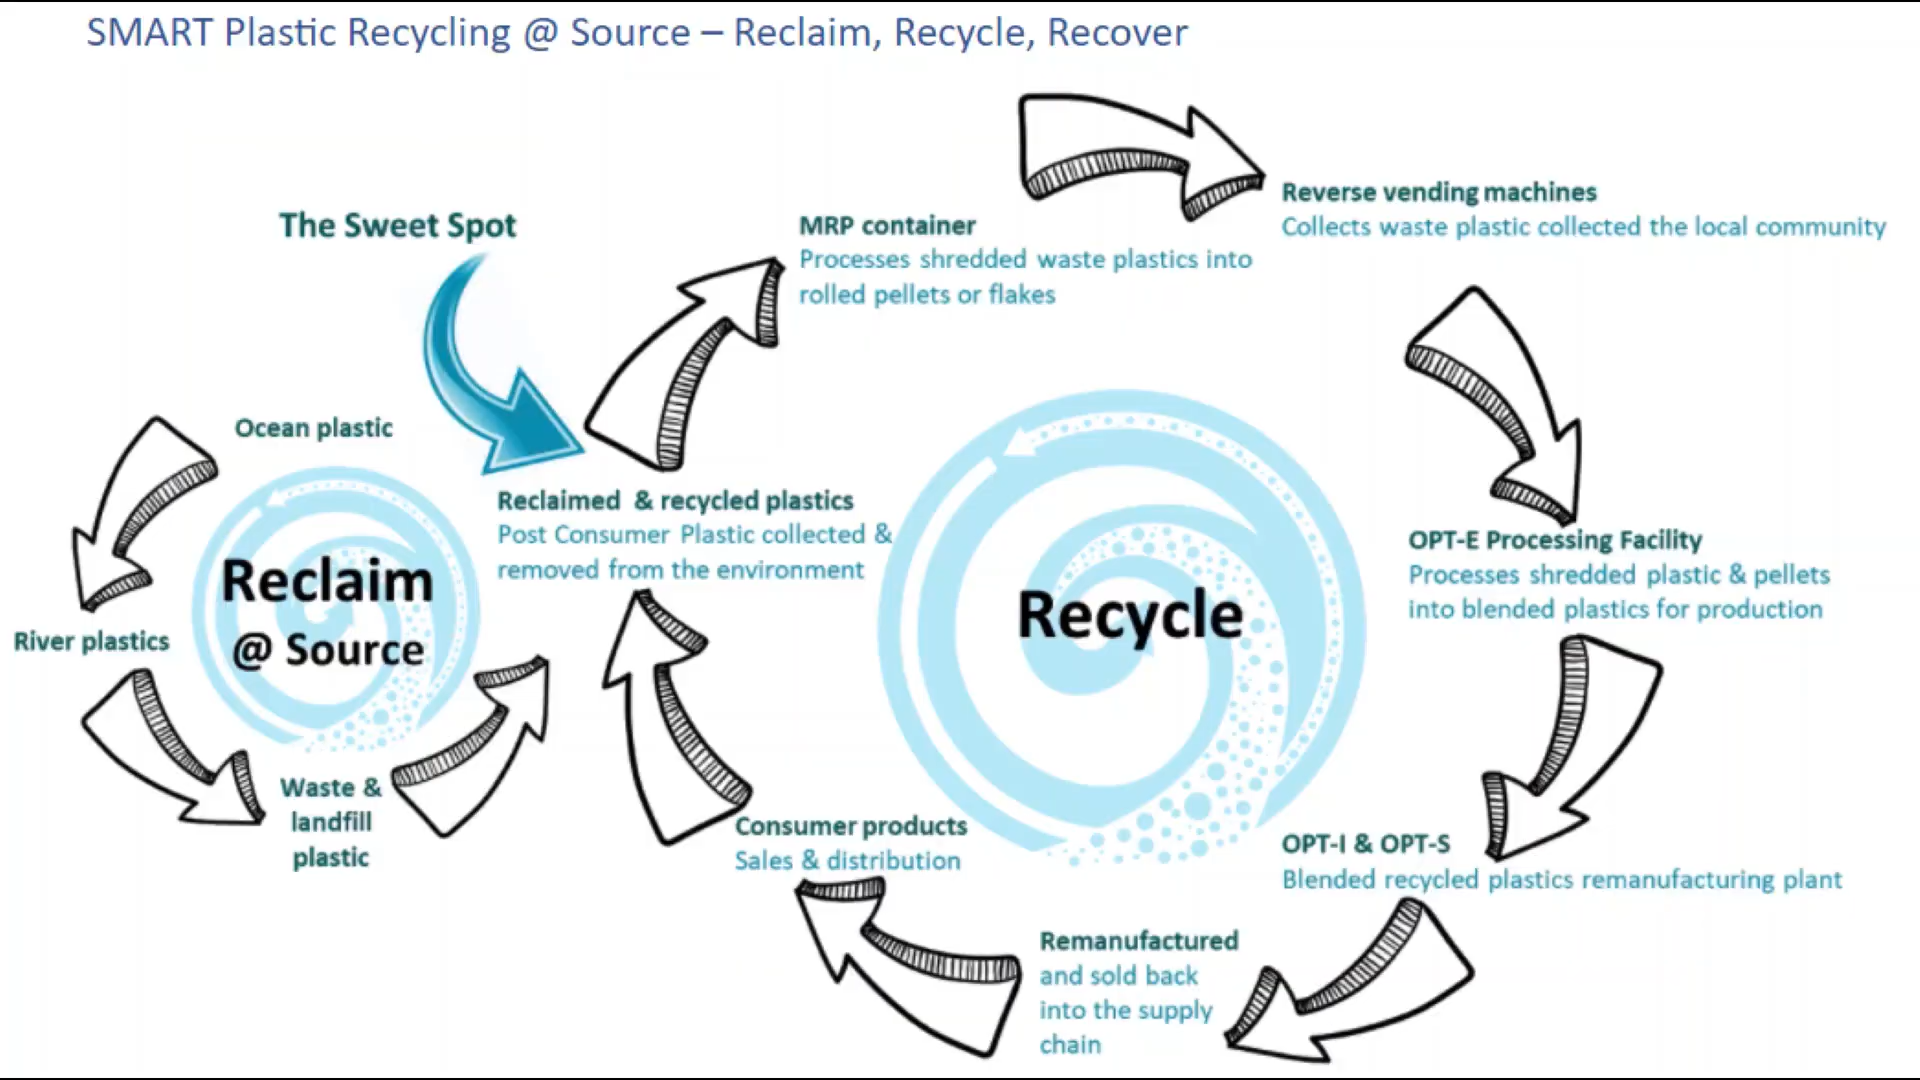 SMART Plastic Recycling @ Source – Reclaim, Recycle, Recover
The Sweet Spot
Ocean plastic
Reclaim
@ Source
River plastics
Waste &
landfill
plastic
Reclaimed & recycled plastics
Post Consumer Plastic collected &
removed from the environment
MRP container
Processes shredded waste plastics into
rolled pellets or flakes
Reverse vending machines
Collects waste plastic collected the local community
Recycle
OPT-E Processing Facility
Processes shredded plastic & pellets
into blended plastics for production
OPT-I & OPT-S
Blended recycled plastics remanufacturing plant
Remanufactured
and sold back
into the supply
chain
Consumer products
Sales & distribution